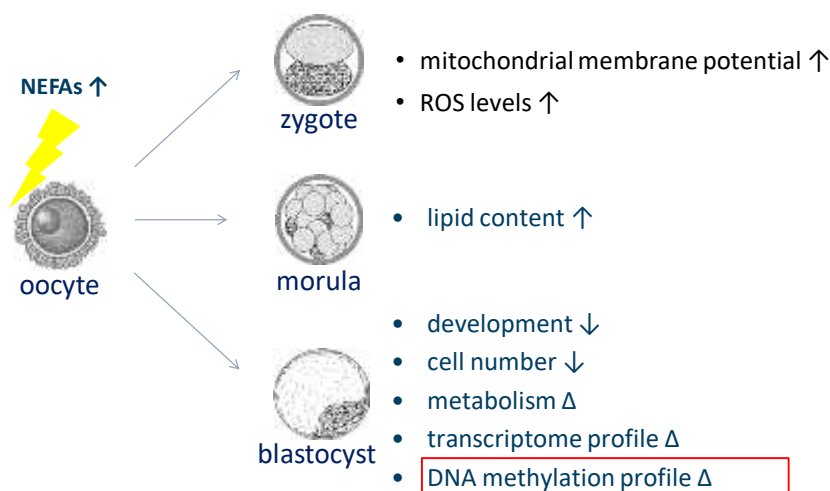 NEFAs ↑
oocyte
zygote
• mitochondrial membrane potential ↑
• ROS levels ↑
morula
• lipid content ↑
blastocyst
• development ↓
• cell number ↓
• metabolism Δ
• transcriptome profile Δ
• DNA methylation profile Δ